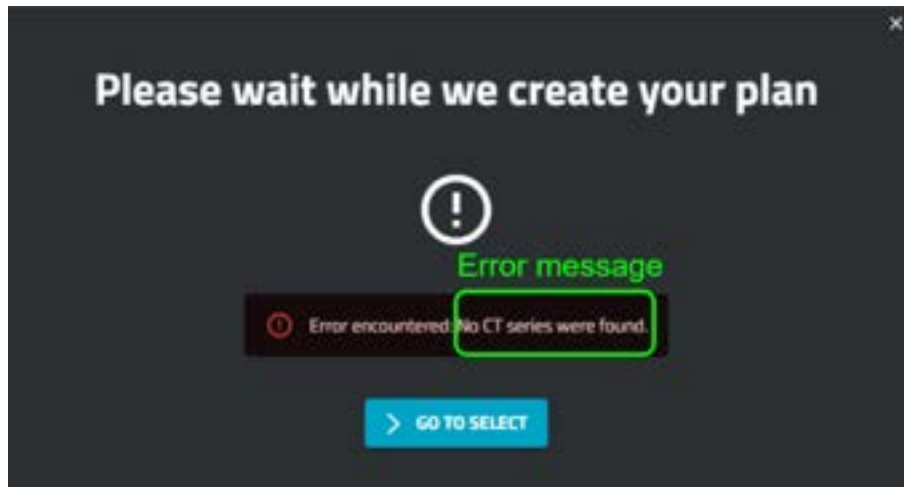 Please wait while we create your plan
Error message
Error encountered: No CT series were found.
GO TO SELECT